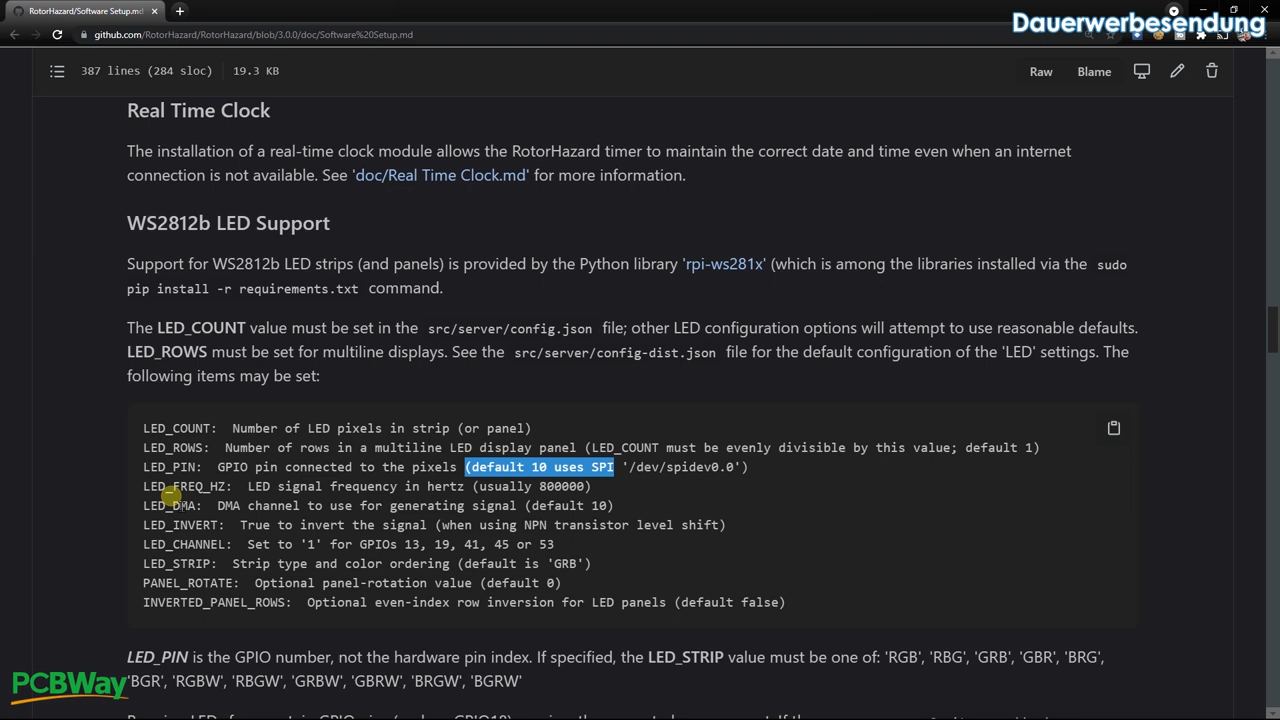 RotorHazard/Software Setup.md
Dauerwerbesendung
github.com/RotorHazard/RotorHazard/blob/3.0.0/doc/Software%20Setup.md
387 lines (284 sloc) 19.3 KB
Raw Blame
Real Time Clock
The installation of a real-time clock module allows the RotorHazard timer to maintain the correct date and time even when an internet
connection is not available. See 'doc/Real Time Clock.md' for more information.
WS2812b LED Support
Support for WS2812b LED strips (and panels) is provided by the Python library 'rpi-ws281x' (which is among the libraries installed via the sudo
pip install -r requirements.txt command.
The LED_COUNT value must be set in the src/server/config.json file; other LED configuration options will attempt to use reasonable defaults.
LED_ROWS must be set for multiline displays. See the src/server/config-dist.json file for the default configuration of the 'LED' settings. The
following items may be set:
LED_COUNT: Number of LED pixels in strip (or panel)
LED_ROWS: Number of rows in a multiline LED display panel (LED_COUNT must be evenly divisible by this value; default 1)
LED_PIN: GPIO pin connected to the pixels (default 10 uses SPI '/dev/spidev0.0')
LED_FREQ_HZ: LED signal frequency in hertz (usually 800000)
LED_DMA: DMA channel to use for generating signal (default 10)
LED_INVERT: True to invert the signal (when using NPN transistor level shift)
LED_CHANNEL: Set to '1' for GPIOs 13, 19, 41, 45 or 53
LED_STRIP: Strip type and color ordering (default is 'GRB')
PANEL_ROTATE: Optional panel-rotation value (default 0)
INVERTED_PANEL_ROWS: Optional even-index row inversion for LED panels (default false)
LED_PIN is the GPIO number, not the hardware pin index. If specified, the LED_STRIP value must be one of: 'RGB', 'RBG', 'GRB', 'GBR', 'BRG',
'BGR', 'RGBW', 'RBGW', 'GRBW', 'GBRW', 'BRGW', 'BGRW'
PCBWay